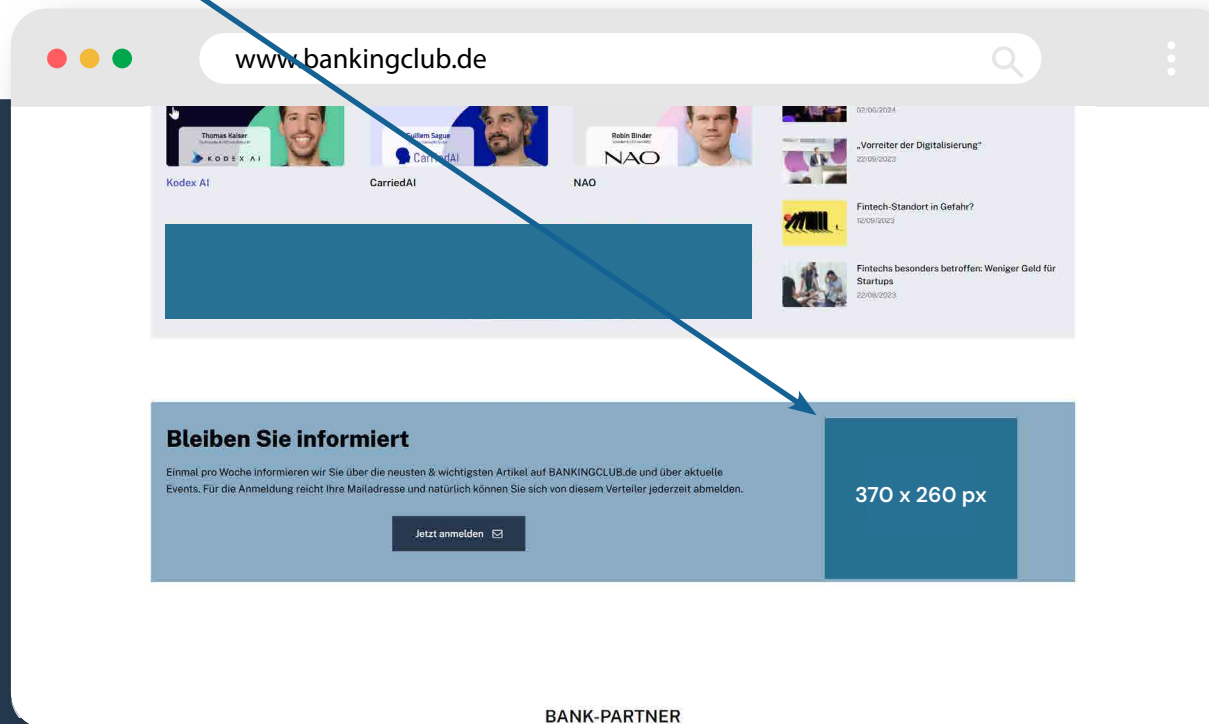 www.bankingclub.de
Thomas Kaiser
KODEX AI
Guillem Sague
CarriedAI
Robin Binder
NAO
Kodex AI
CarriedAI
NAO
02/06/2024
„Vorreiter der Digitalisierung“
22/09/2023
Fintech-Standort in Gefahr?
12/09/2023
Fintechs besonders betroffen: Weniger Geld für
Startups
22/08/2023
Bleiben Sie informiert
Einmal pro Woche informieren wir Sie über die neusten & wichtigsten Artikel auf BANKINGCLUB.de und über aktuelle
Events. Für die Anmeldung reicht Ihre Mailadresse und natürlich können Sie sich von diesem Verteiler jederzeit abmelden.
Jetzt anmelden
370 x 260 px
BANK-PARTNER